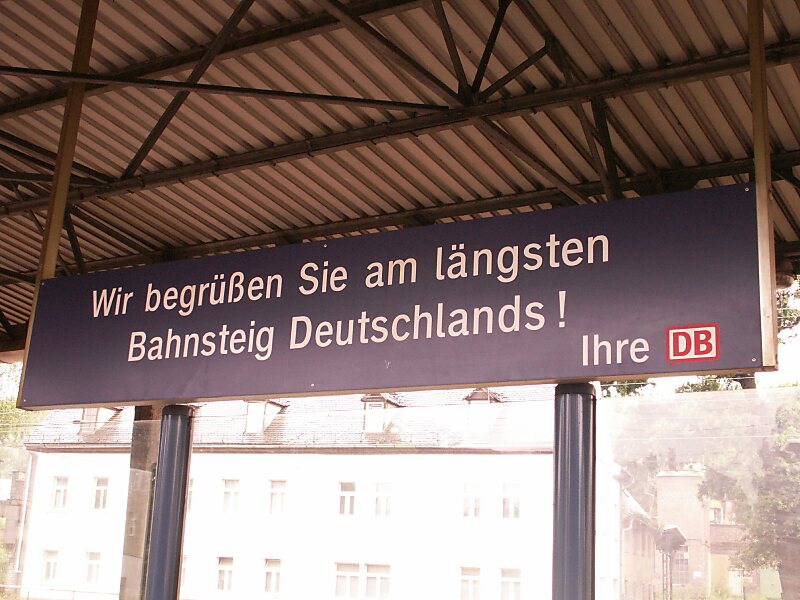 Wir begrüßen Sie am längsten
Bahnsteig Deutschlands !
Ihre DB